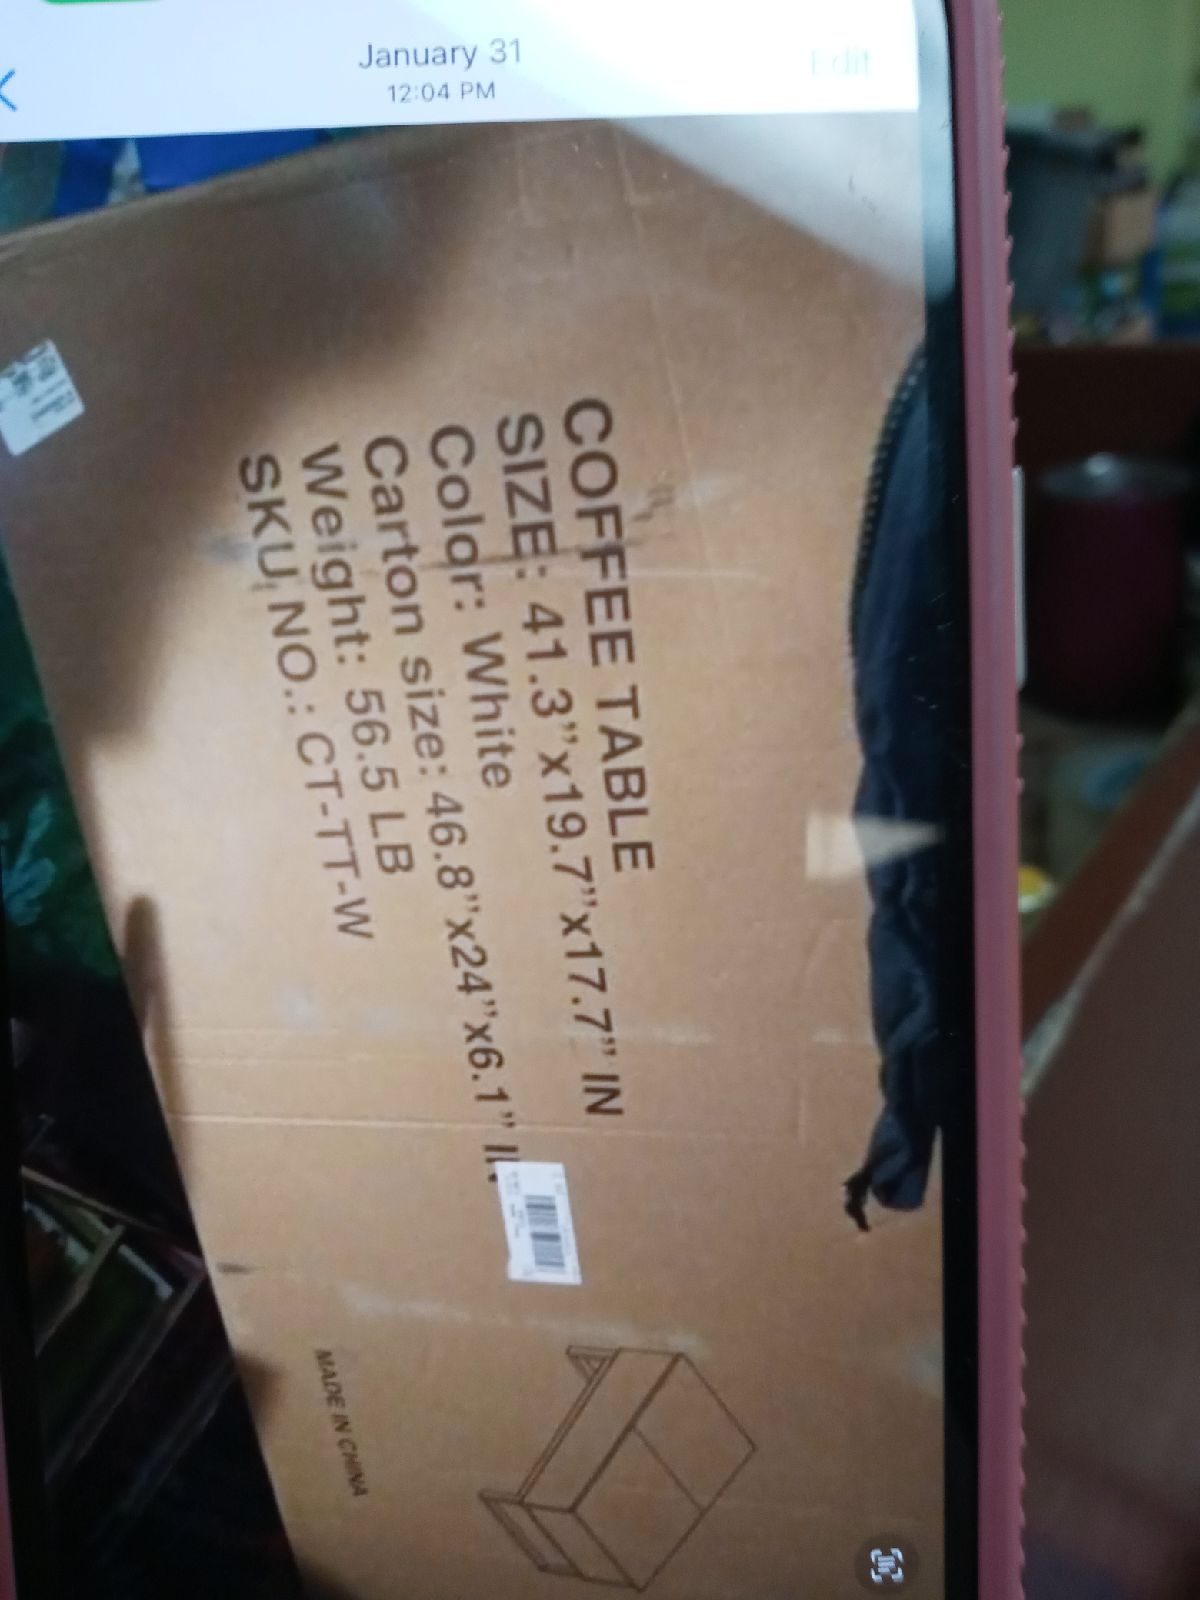 January 31
12:04 PM
Edit
COFFEE TABLE
SIZE: 41.3”x19.7”x17.7” IN
Color: White
Carton size: 46.8”x24”x6.1”
Weight: 56.5 LB
SKU NO.: CT-TT-W
MADE IN CHINA